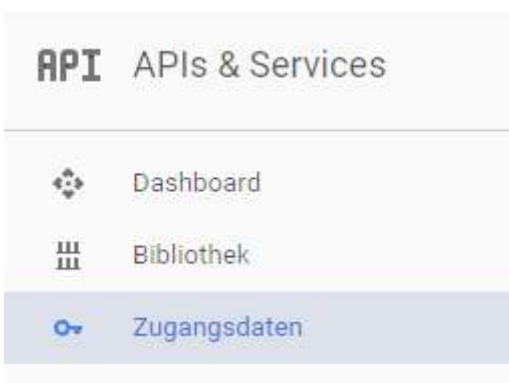 API APIs & Services
Dashboard
Bibliothek
Zugangsdaten